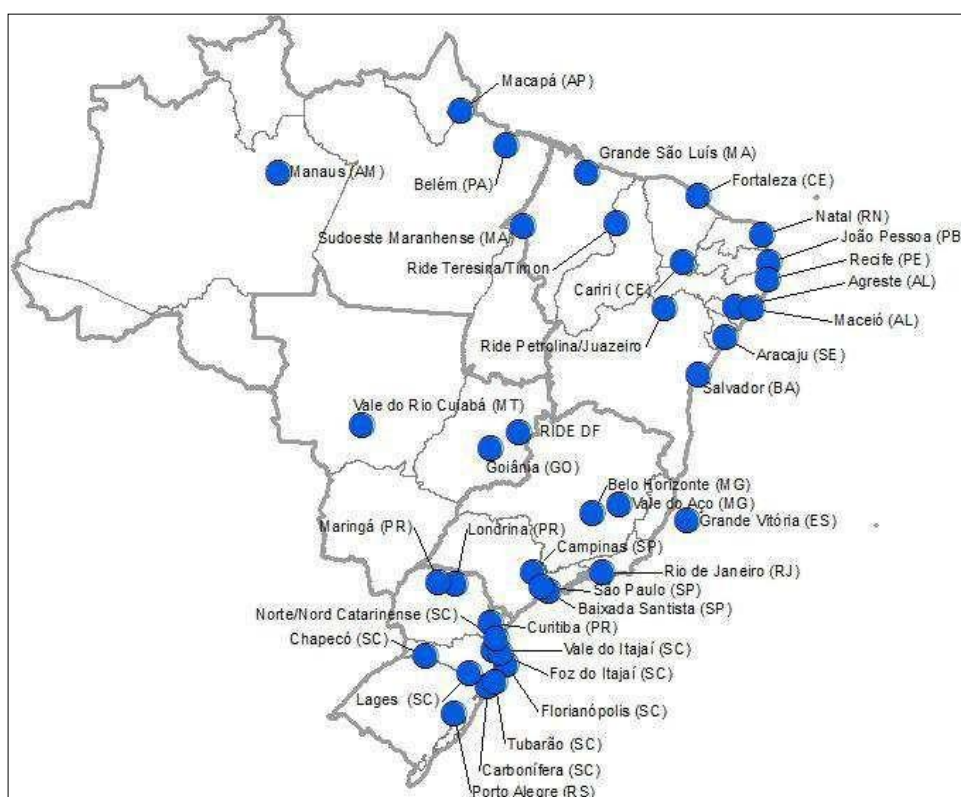 Macapá (AP)
Grande São Luís (MA)
Manaus (AM)
Belém (PA)
Fortaleza (CE)
Natal (RN)
Sudoeste Maranhense (MA)
João Pessoa (PB
Recife (PE)
Ride Teresina/Timon
Agreste (AL)
Cariri ( CE)
Maceió (AL)
Ride Petrolina/Juazeiro
Aracaju (SE)
Salvador (BA)
Vale do Rio Cuiabá (MT)
RIDE DF
Goiânia (GO)
Belo Horizonte (MG)
Vale do Aço (MG)
Grande Vitória (ES)
Maringá (PR)
Londrina (PR)
Campinas (SP)
Rio de Janeiro (RJ)
São Paulo (SP)
Baixada Santista (SP)
Norte/Nord Catarinense (SC)
Curitiba (PR)
Chapecó (SC)
Vale do Itajaí (SC)
Foz do Itajaí (SC)
Lages (SC)
Florianópolis (SC)
Tubarão (SC)
Carbonífera (SC)
Porto Alegre (RS)